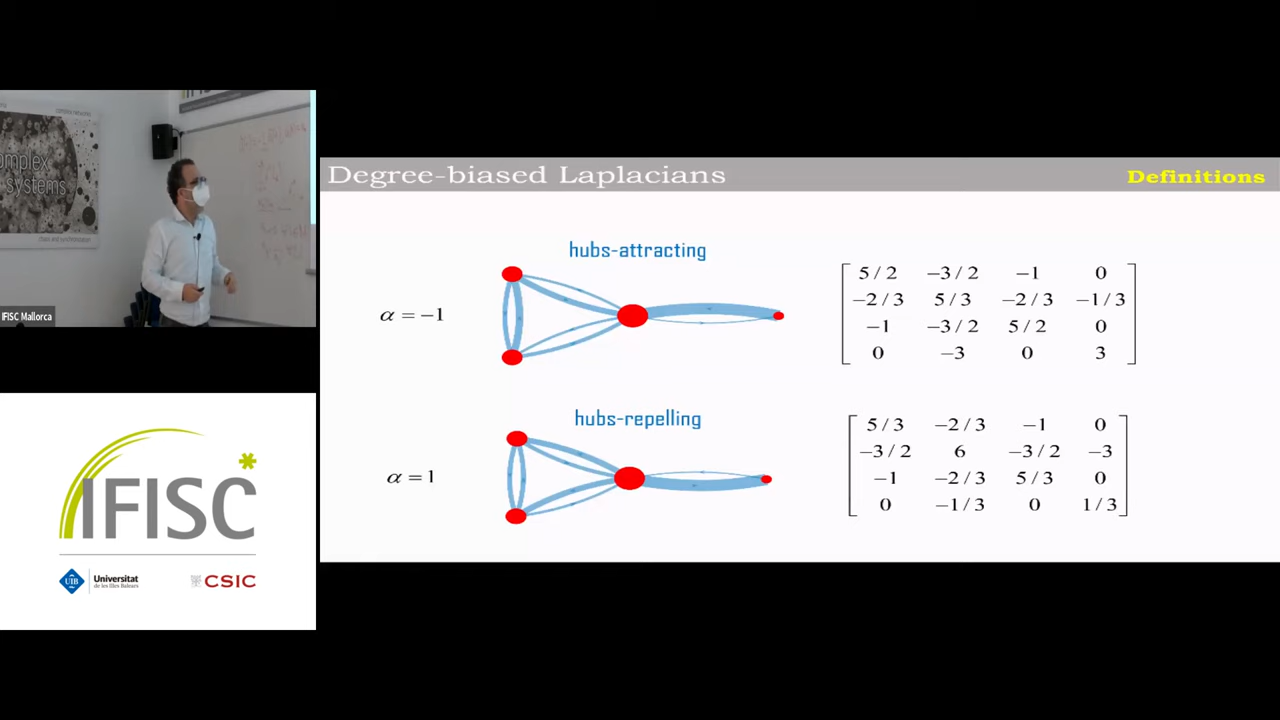 complex
systems
IFISC Mallorca
IFISC
Universitat
de les Illes Balears
CSIC
UIB
Degree-biased Laplacians
Definitions
hubs-attracting
α = −1
5 / 2 −3 / 2 −1 0
−2 / 3 5 / 3 −2 / 3 −1 / 3
−1 −3 / 2 5 / 2 0
0 −3 0 3
hubs-repelling
α = 1
5 / 3 −2 / 3 −1 0
−3 / 2 6 −3 / 2 −3
−1 −2 / 3 5 / 3 0
0 −1 / 3 0 1 / 3